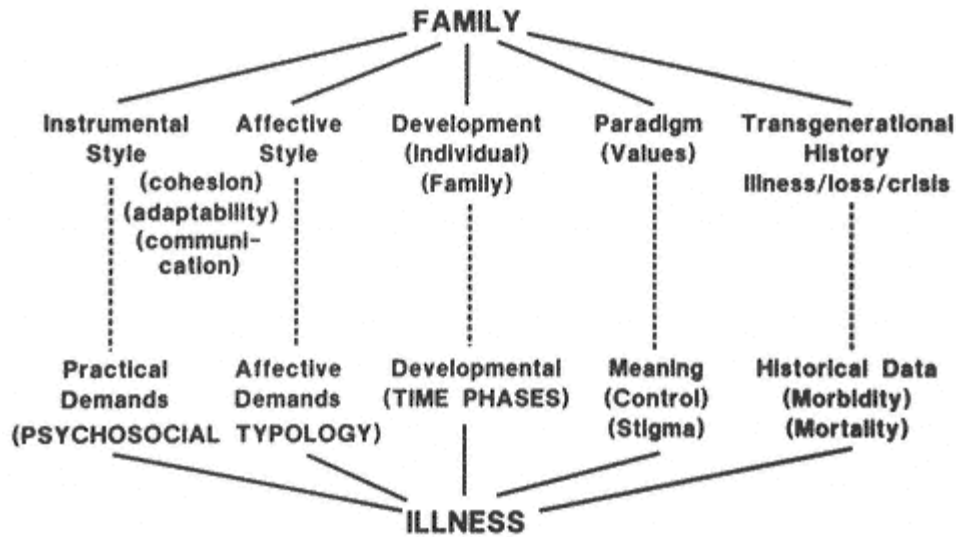 FAMILY
Instrumental Affective Development Paradigm Transgenerational
Style Style (Individual) (Values) History
(cohesion) (Family) Illness/loss/crisis
(adaptability)
(communi-
cation)
Practical Affective Developmental Meaning Historical Data
Demands Demands (TIME PHASES) (Control) (Morbidity)
(PSYCHOSOCIAL TYPOLOGY) (Stigma) (Mortality)
ILLNESS